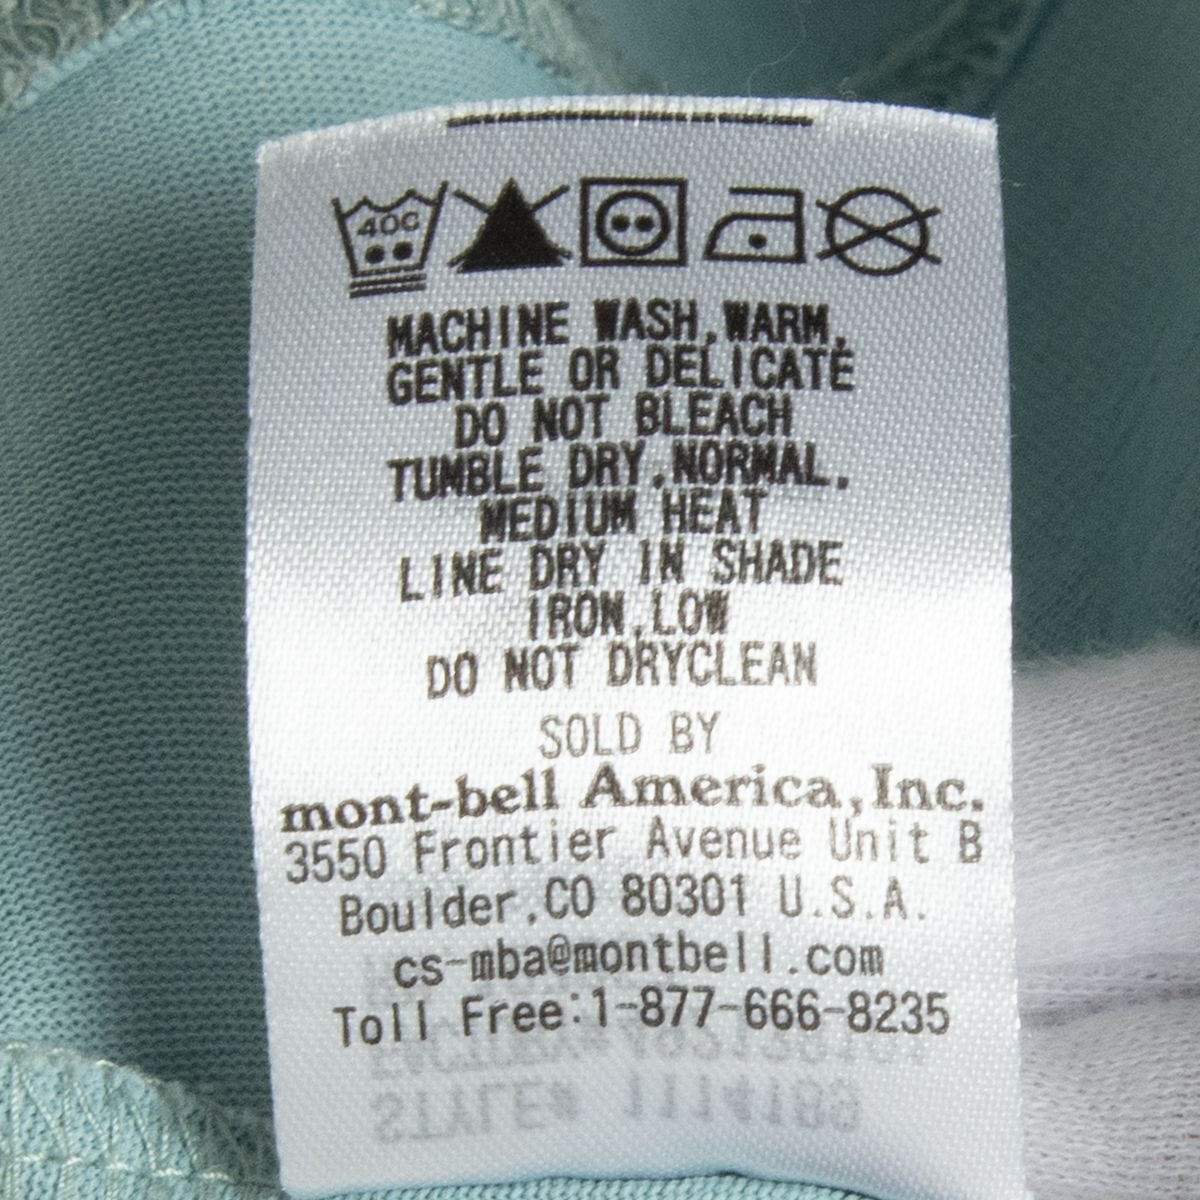 40C
MACHINE WASH,WARM,
GENTLE OR DELICATE
DO NOT BLEACH
TUMBLE DRY,NORMAL,
MEDIUM HEAT
LINE DRY IN SHADE
IRON,LOW
DO NOT DRYCLEAN
SOLD BY
mont-bell America,Inc.
3550 Frontier Avenue Unit B
Boulder,CO 80301 U.S.A.
cs-mba@montbell.com
Toll Free:1-877-666-8235
STYLE# 1114189